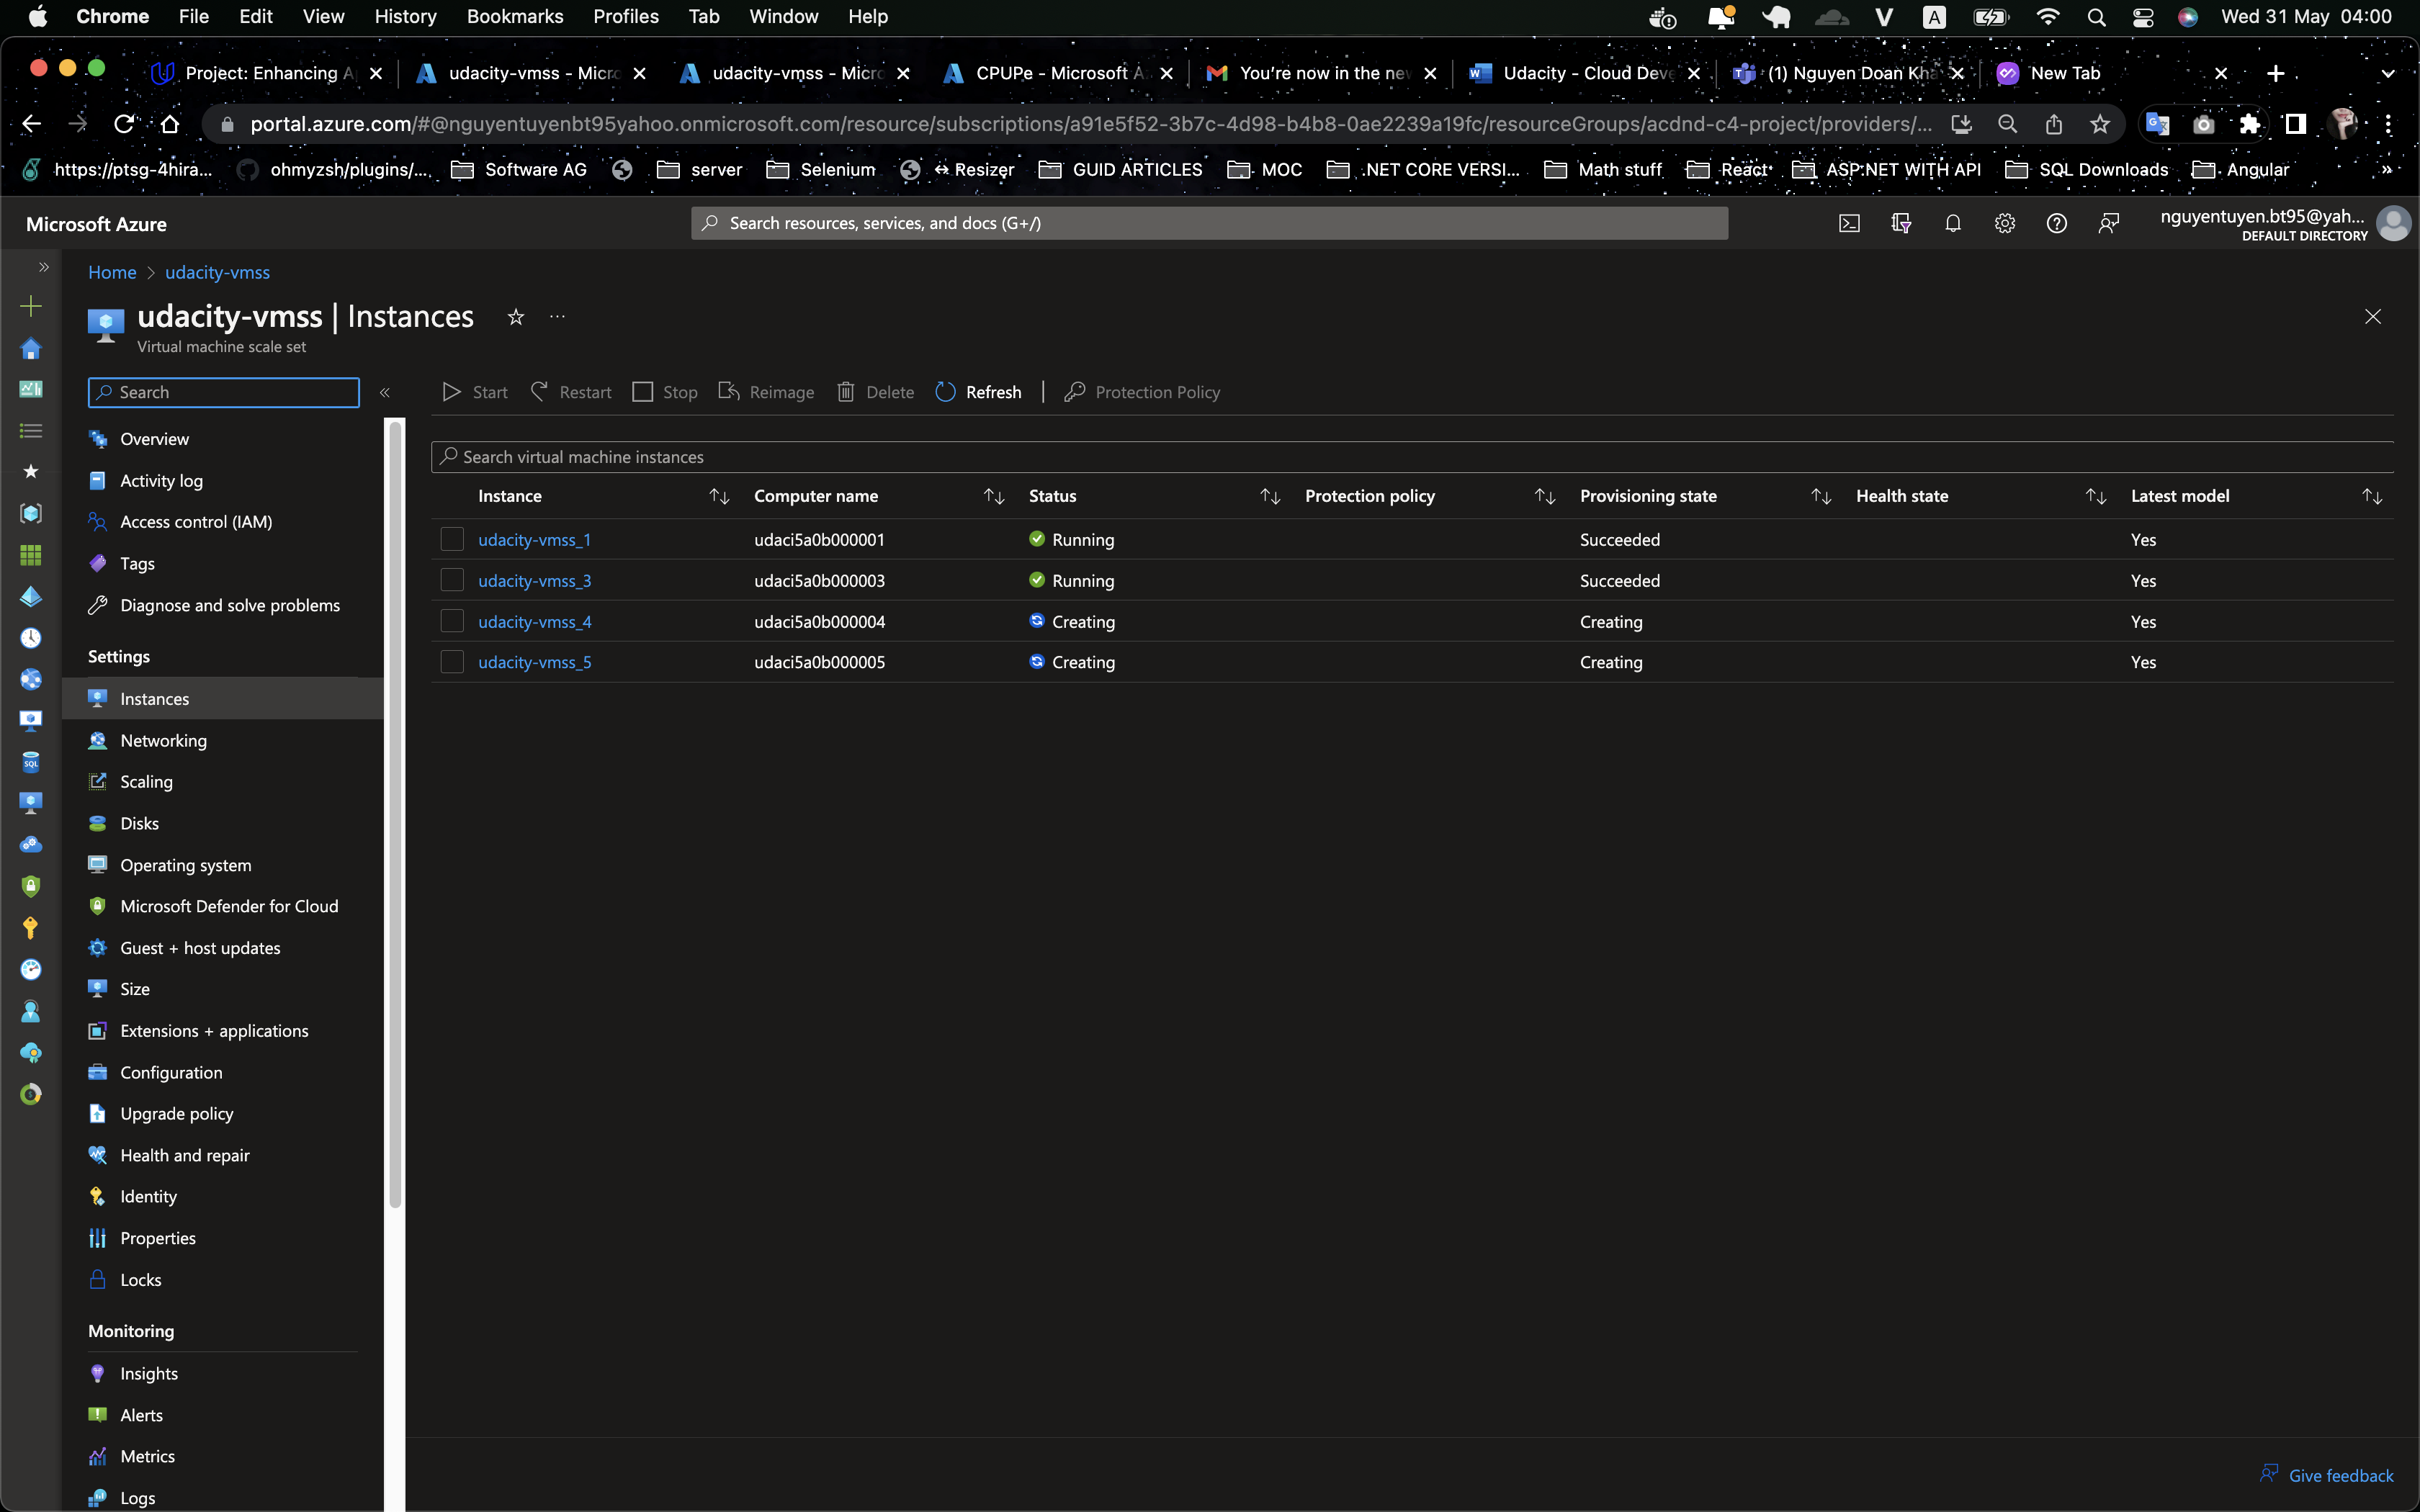 Chrome File Edit View History Bookmarks Profiles Tab Window Help V A Wed 31 May 04:00
Project: Enhancing A udacity-vmss - Micro udacity-vmss - Micro CPUPe - Microsoft A You're now in the new W Udacity - Cloud Deve (1) Nguyen Doan Kha New Tab
portal.azure.com/#@nguyentuyenbt95yahoo.onmicrosoft.com/resource/subscriptions/a91e5f52-3b7c-4d98-b4b8-0ae2239a19fc/resourceGroups/acdnd-c4-project/providers/...
https://ptsg-4hira... ohmyzsh/plugins/... Software AG server Selenium ↔ Resizer GUID ARTICLES MOC .NET CORE VERSI... Math stuff React ASP.NET WITH API SQL Downloads Angular »
Microsoft Azure Search resources, services, and docs (G+/) nguyentuyen.bt95@yah...
DEFAULT DIRECTORY
Home > udacity-vmss
udacity-vmss | Instances ...
Virtual machine scale set
Search Start Restart Stop Reimage Delete Refresh Protection Policy
Overview
Activity log
Access control (IAM)
Tags
Diagnose and solve problems
Settings
Instances
Networking
Scaling
Disks
Operating system
Microsoft Defender for Cloud
Guest + host updates
Size
Extensions + applications
Configuration
Upgrade policy
Health and repair
Identity
Properties
Locks
Monitoring
Insights
Alerts
Metrics
Logs
Search virtual machine instances
Instance Computer name Status Protection policy Provisioning state Health state Latest model
udacity-vmss_1 udaci5a0b000001 Running Succeeded Yes
udacity-vmss_3 udaci5a0b000003 Running Succeeded Yes
udacity-vmss_4 udaci5a0b000004 Creating Creating Yes
udacity-vmss_5 udaci5a0b000005 Creating Creating Yes
Give feedback